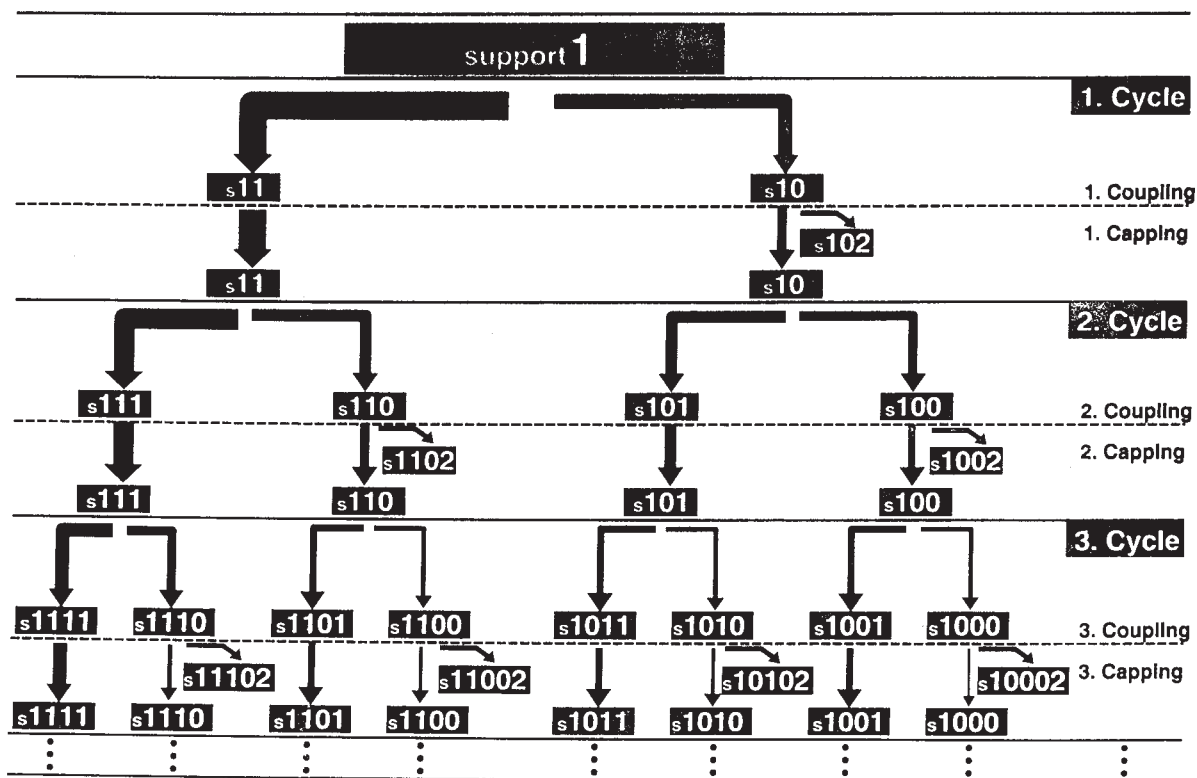 support 1
1. Cycle
s11 s10 1. Coupling
s102 1. Capping
s11 s10
2. Cycle
s111 s110 s101 s100 2. Coupling
s1102 s1002 2. Capping
s111 s110 s101 s100
3. Cycle
s1111 s1110 s1101 s1100 s1011 s1010 s1001 s1000 3. Coupling
s11102 s11002 s10102 s10002 3. Capping
s1111 s1110 s1101 s1100 s1011 s1010 s1001 s1000